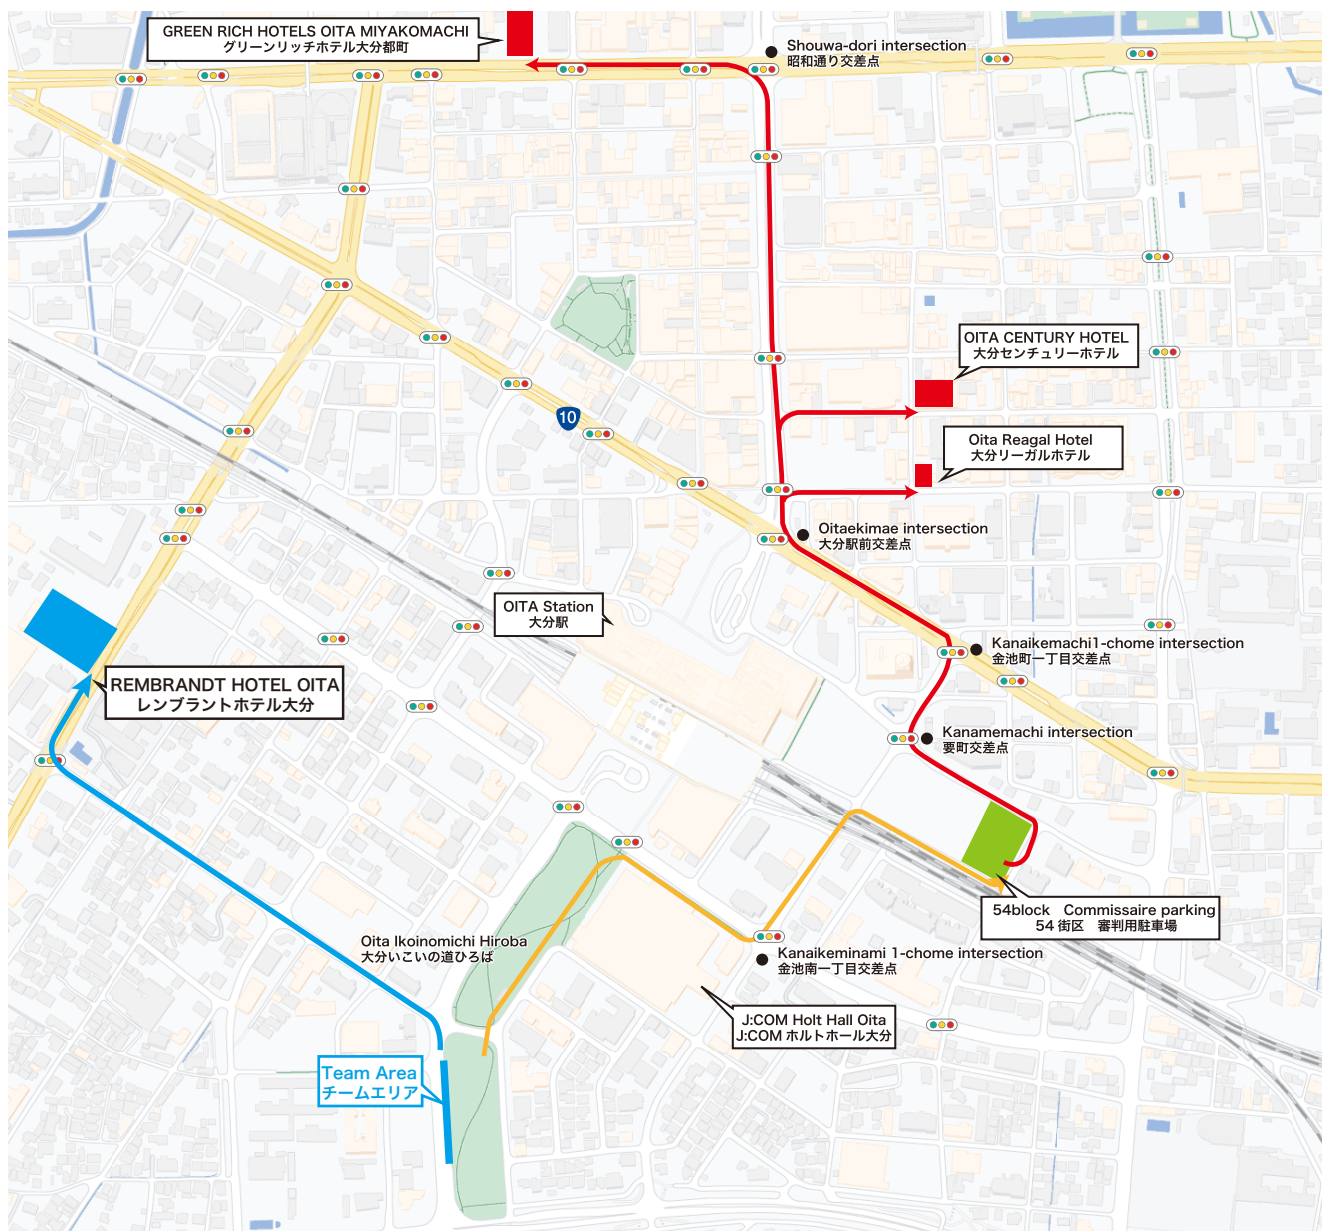 GREEN RICH HOTELS OITA MIYAKOMACHI
グリーンリッチホテル大分都町
Shouwa-dori intersection
昭和通り交差点
OITA CENTURY HOTEL
大分センチュリーホテル
10
Oita Reagal Hotel
大分リーガルホテル
Oitaekimae intersection
大分駅前交差点
OITA Station
大分駅
Kanaikemachi1-chome intersection
金池町一丁目交差点
REMBRANDT HOTEL OITA
レンブラントホテル大分
Kanamemachi intersection
要町交差点
54block Commissaire parking
54 街区 審判用駐車場
Oita Ikoinomichi Hiroba
大分いこいの道ひろば
Kanaikeminami 1-chome intersection
金池南一丁目交差点
J:COM Holt Hall Oita
J:COM ホルトホール大分
Team Area
チームエリア